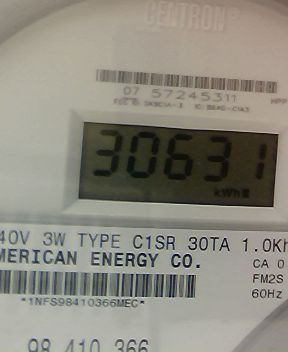 CENTRON®
07 57245311
HPP
30631
kWh
40V 3W TYPE C1SR 30TA 1.0Kh
MERICAN ENERGY CO.
CA 0
FM2S
*1NFS98410366MEC*
60Hz
98 410 366